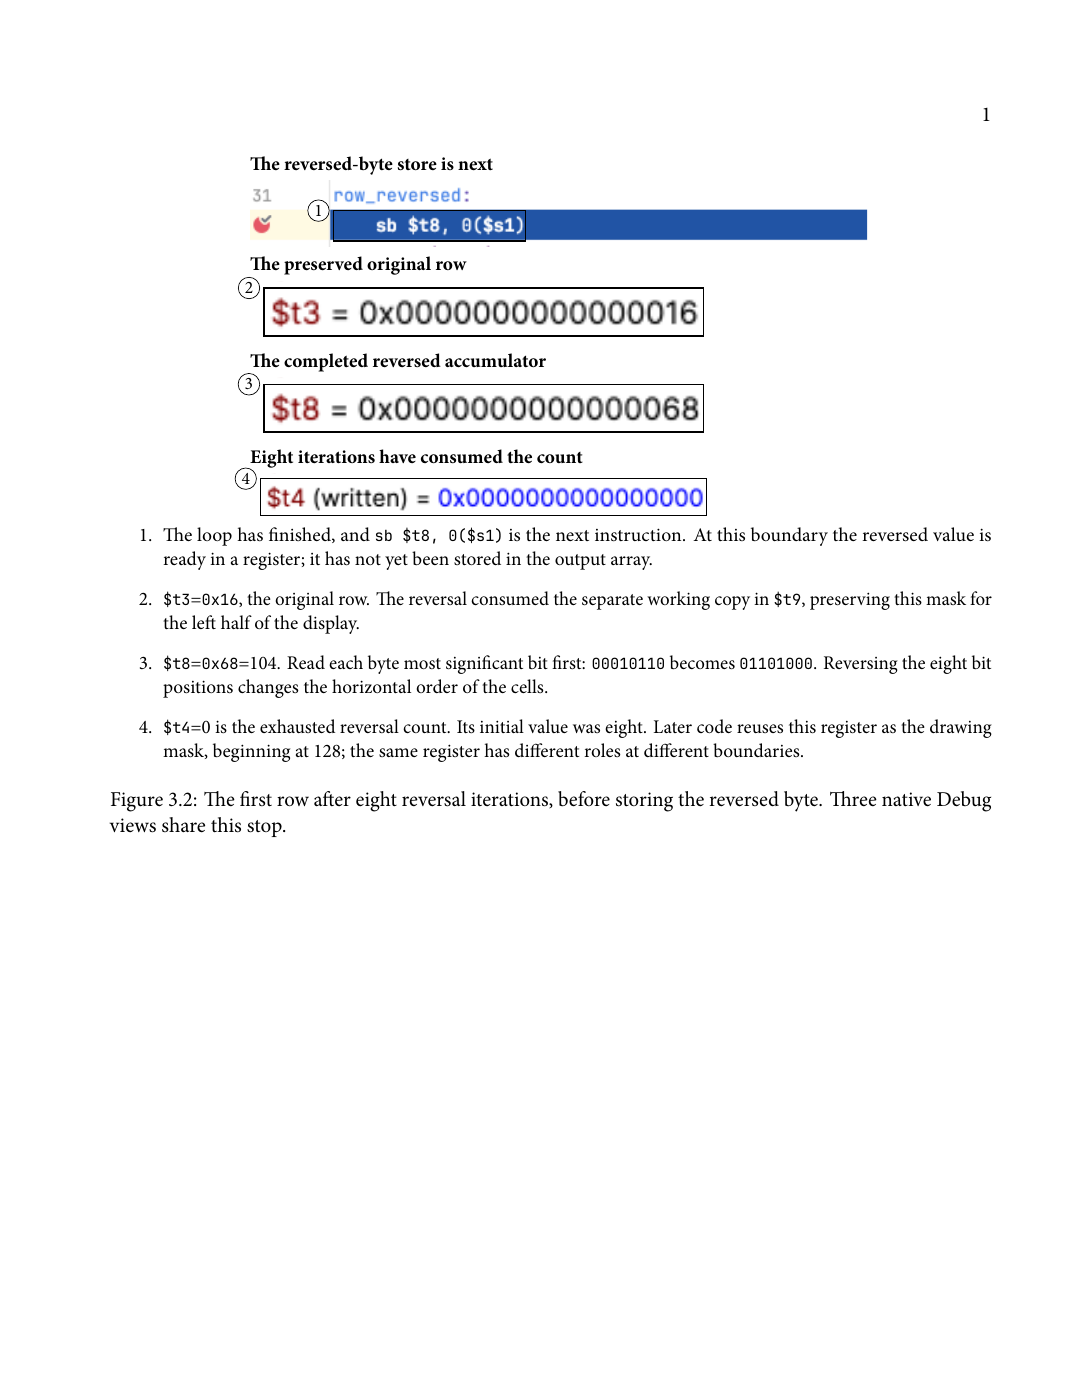 1
The reversed-byte store is next
31 row_reversed:
1 sb $t8, 0($s1)
The preserved original row
2
$t3 = 0x0000000000000016
The completed reversed accumulator
3
$t8 = 0x0000000000000068
Eight iterations have consumed the count
4
$t4 (written) = 0x0000000000000000
1. The loop has finished, and sb $t8, 0($s1) is the next instruction. At this boundary the reversed value is
ready in a register; it has not yet been stored in the output array.
2. $t3=0x16, the original row. The reversal consumed the separate working copy in $t9, preserving this mask for
the left half of the display.
3. $t8=0x68=104. Read each byte most significant bit first: 00010110 becomes 01101000. Reversing the eight bit
positions changes the horizontal order of the cells.
4. $t4=0 is the exhausted reversal count. Its initial value was eight. Later code reuses this register as the drawing
mask, beginning at 128; the same register has different roles at different boundaries.
Figure 3.2: The first row after eight reversal iterations, before storing the reversed byte. Three native Debug
views share this stop.